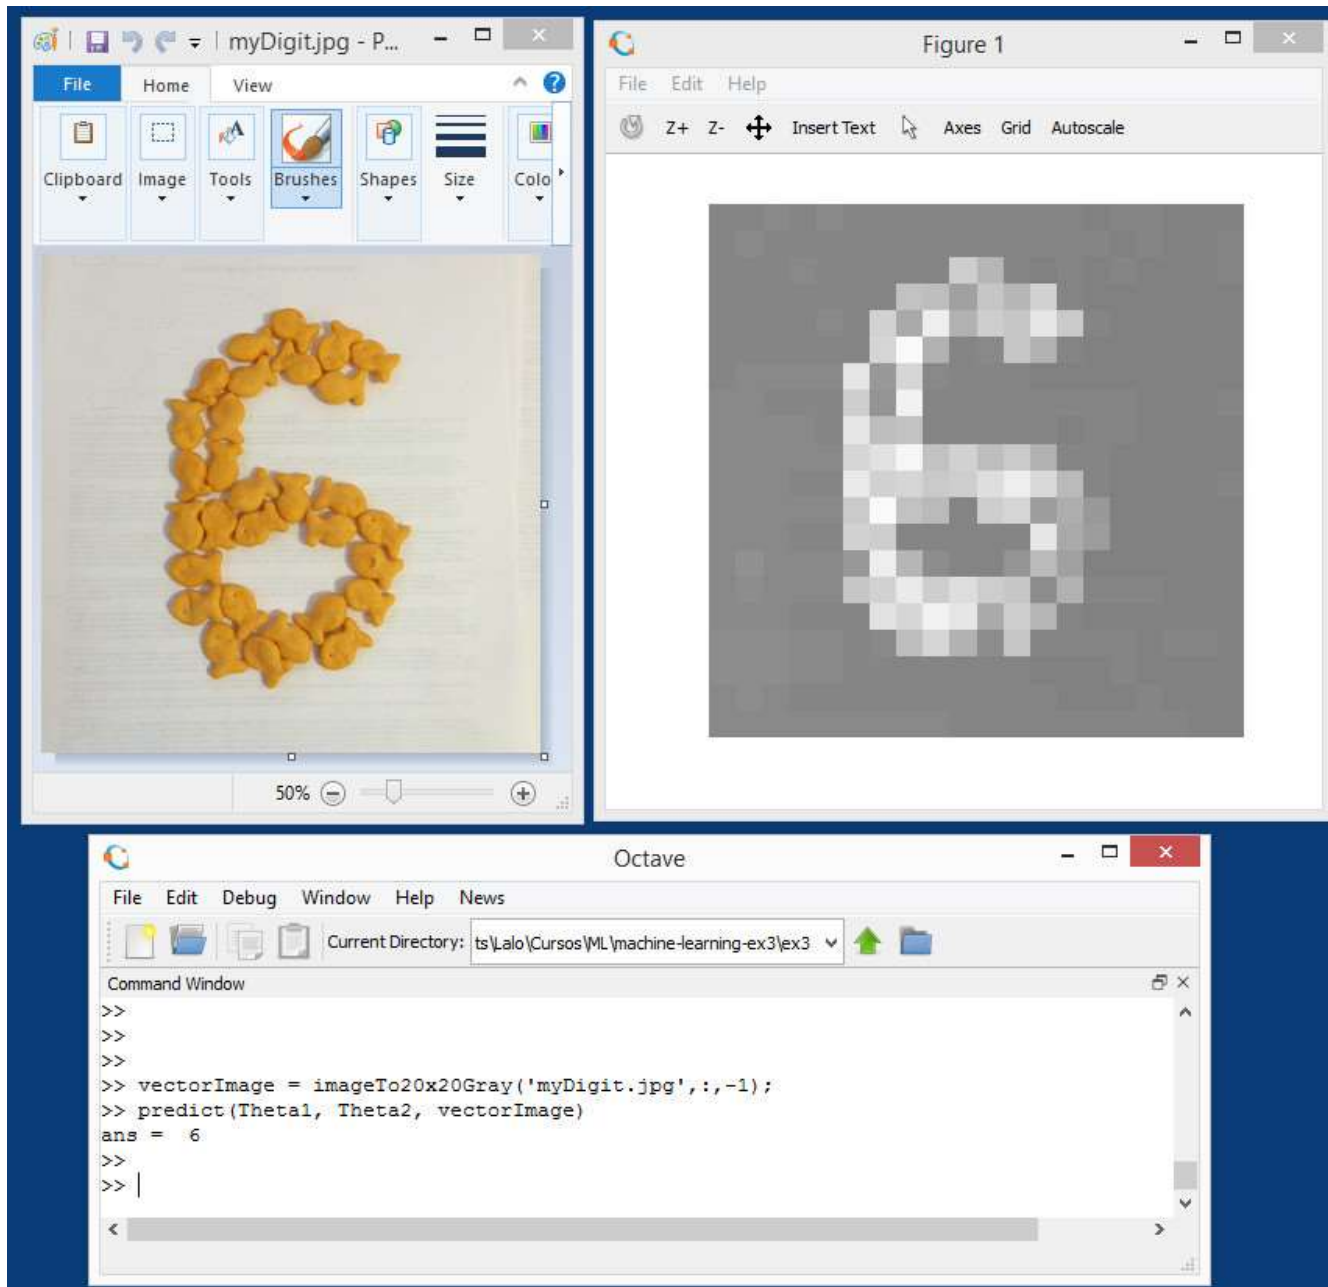 myDigit.jpg - P...
File Home View
Clipboard Image Tools Brushes Shapes Size Colo
50%
Figure 1
File Edit Help
Z+ Z- Insert Text Axes Grid Autoscale
Octave
File Edit Debug Window Help News
Current Directory: ts\Lalo\Cursos\ML\machine-learning-ex3\ex3
Command Window
>>
>>
>>
>> vectorImage = imageTo20x20Gray('myDigit.jpg',:,-1);
>> predict(Theta1, Theta2, vectorImage)
ans =  6
>>
>>